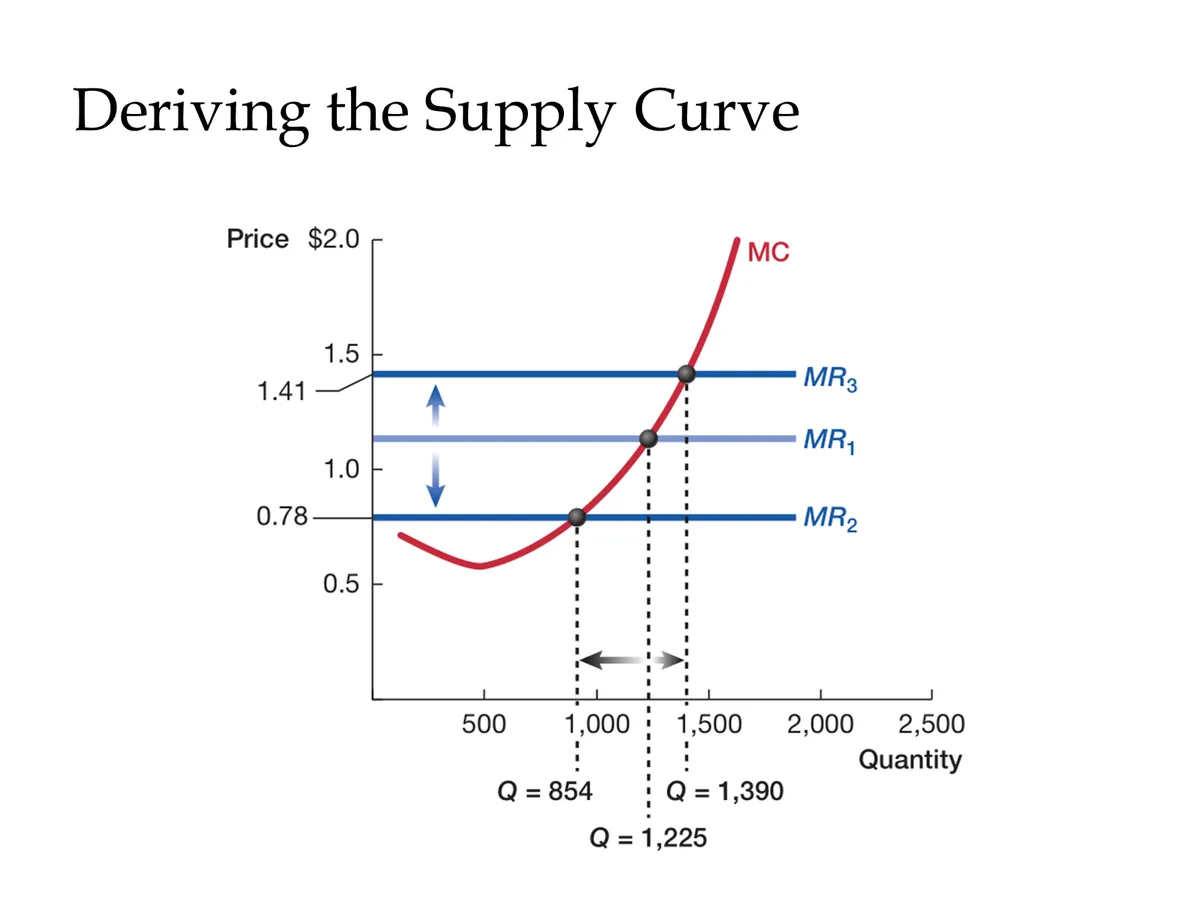 Deriving the Supply Curve
Price $2.0
MC
1.5
1.41
MR3
MR1
1.0
0.78
MR2
0.5
500 1,000 1,500 2,000 2,500
Quantity
Q = 854 Q = 1,390
Q = 1,225